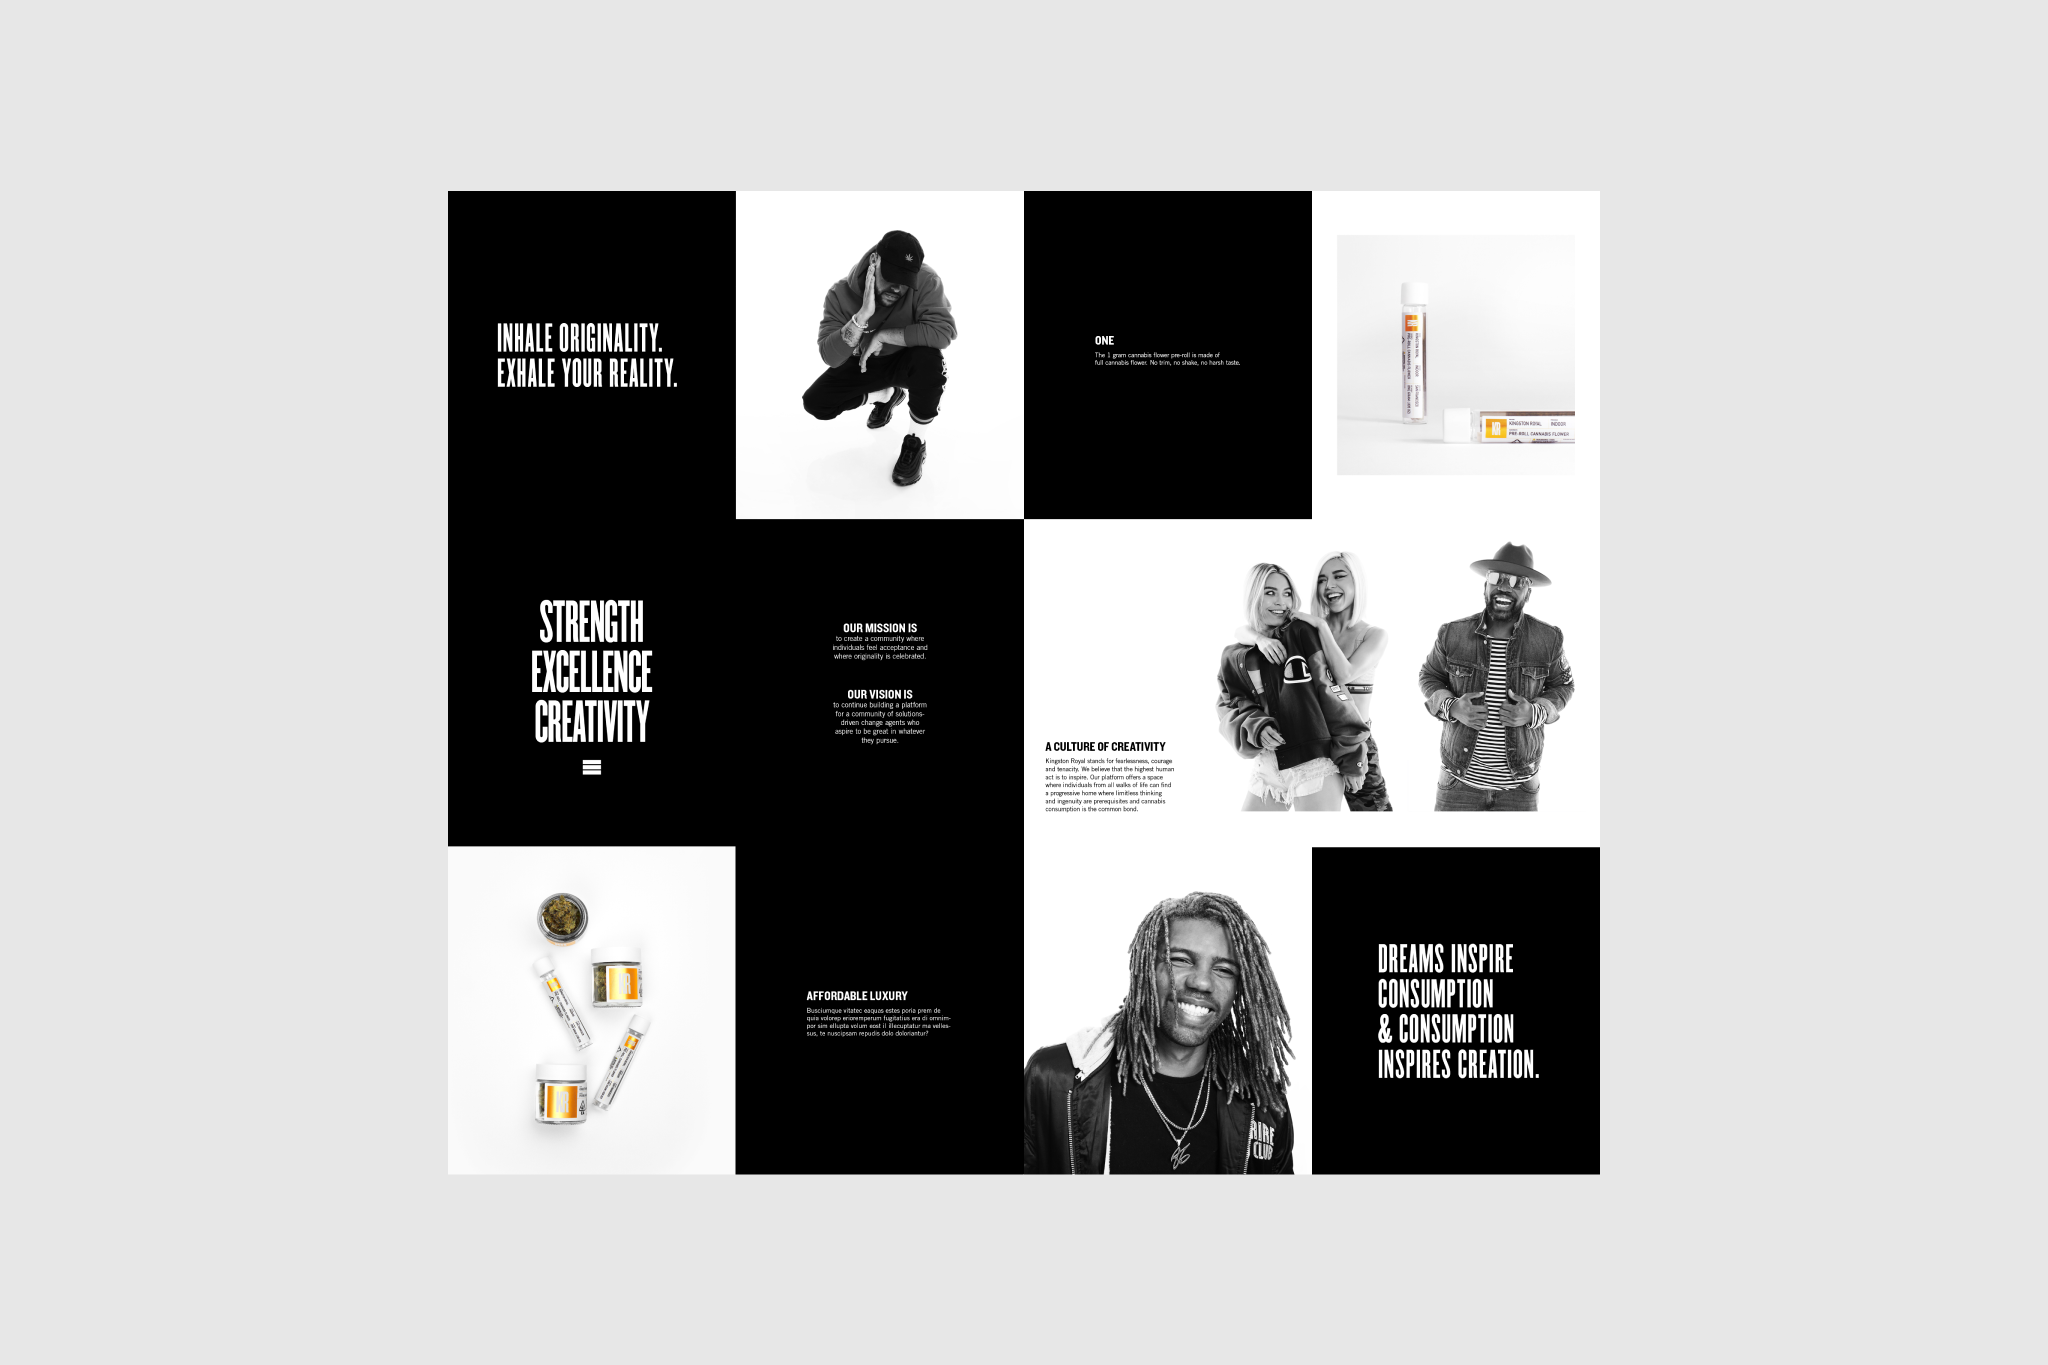 INHALE ORIGINALITY.
EXHALE YOUR REALITY.
ONE
The 1 gram cannabis flower pre-roll is made of
full cannabis flower. No trim, no shake, no harsh taste.
KINGSTON ROYAL
INDOOR
PRE-ROLL CANNABIS FLOWER
STRENGTH
EXCELLENCE
CREATIVITY
OUR MISSION IS
to create a community where
individuals feel acceptance and
where originality is celebrated.
OUR VISION IS
to continue building a platform
for a community of solutions-
driven change agents who
aspire to be great in whatever
they pursue.
A CULTURE OF CREATIVITY
Kingston Royal stands for fearlessness, courage
and tenacity. We believe that the highest human
act is to inspire. Our platform offers a space
where individuals from all walks of life can find
a progressive home where limitless thinking
and ingenuity are prerequisites and cannabis
consumption is the common bond.
KR
AFFORDABLE LUXURY
Busciumque vitatec eaquas estes poria prem de
quia volorep erioremperum fugitatius era di omnim-
por sim ellupta volum eost il illecuptatur ma velles-
sus, te nuscipsam repudis dolo doloriantur?
CLUB
DREAMS INSPIRE
CONSUMPTION
& CONSUMPTION
INSPIRES CREATION.